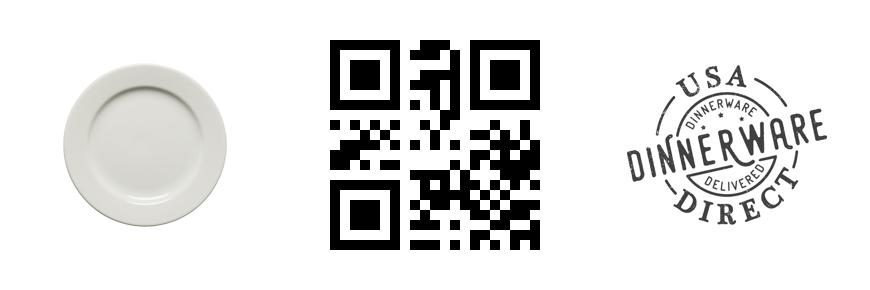 USA
DINNERWARE
DINNERWARE
DELIVERED
DIRECT